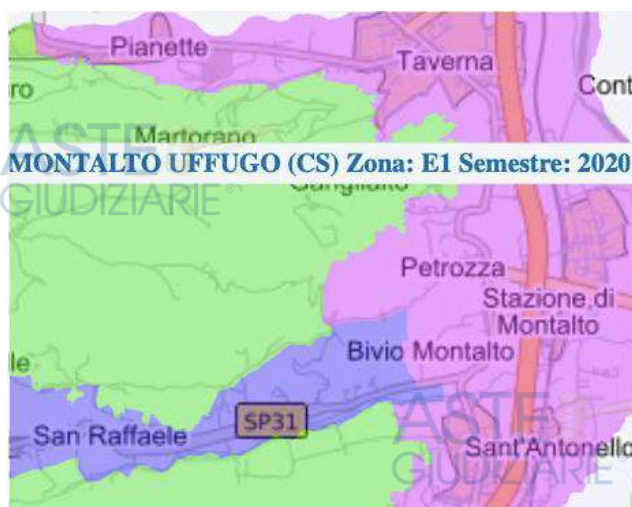 Pianette
Taverna
ro
Cont
Martorano
ASTE
MONTALTO UFFUGO (CS) Zona: E1 Semestre: 2020
GIUDIZIARIE®
Petrozza
Stazione di
Montalto
Bivio Montalto
le
SP31
ASTE
San Raffaele
Sant'Antonello
GIUDIZIARIE